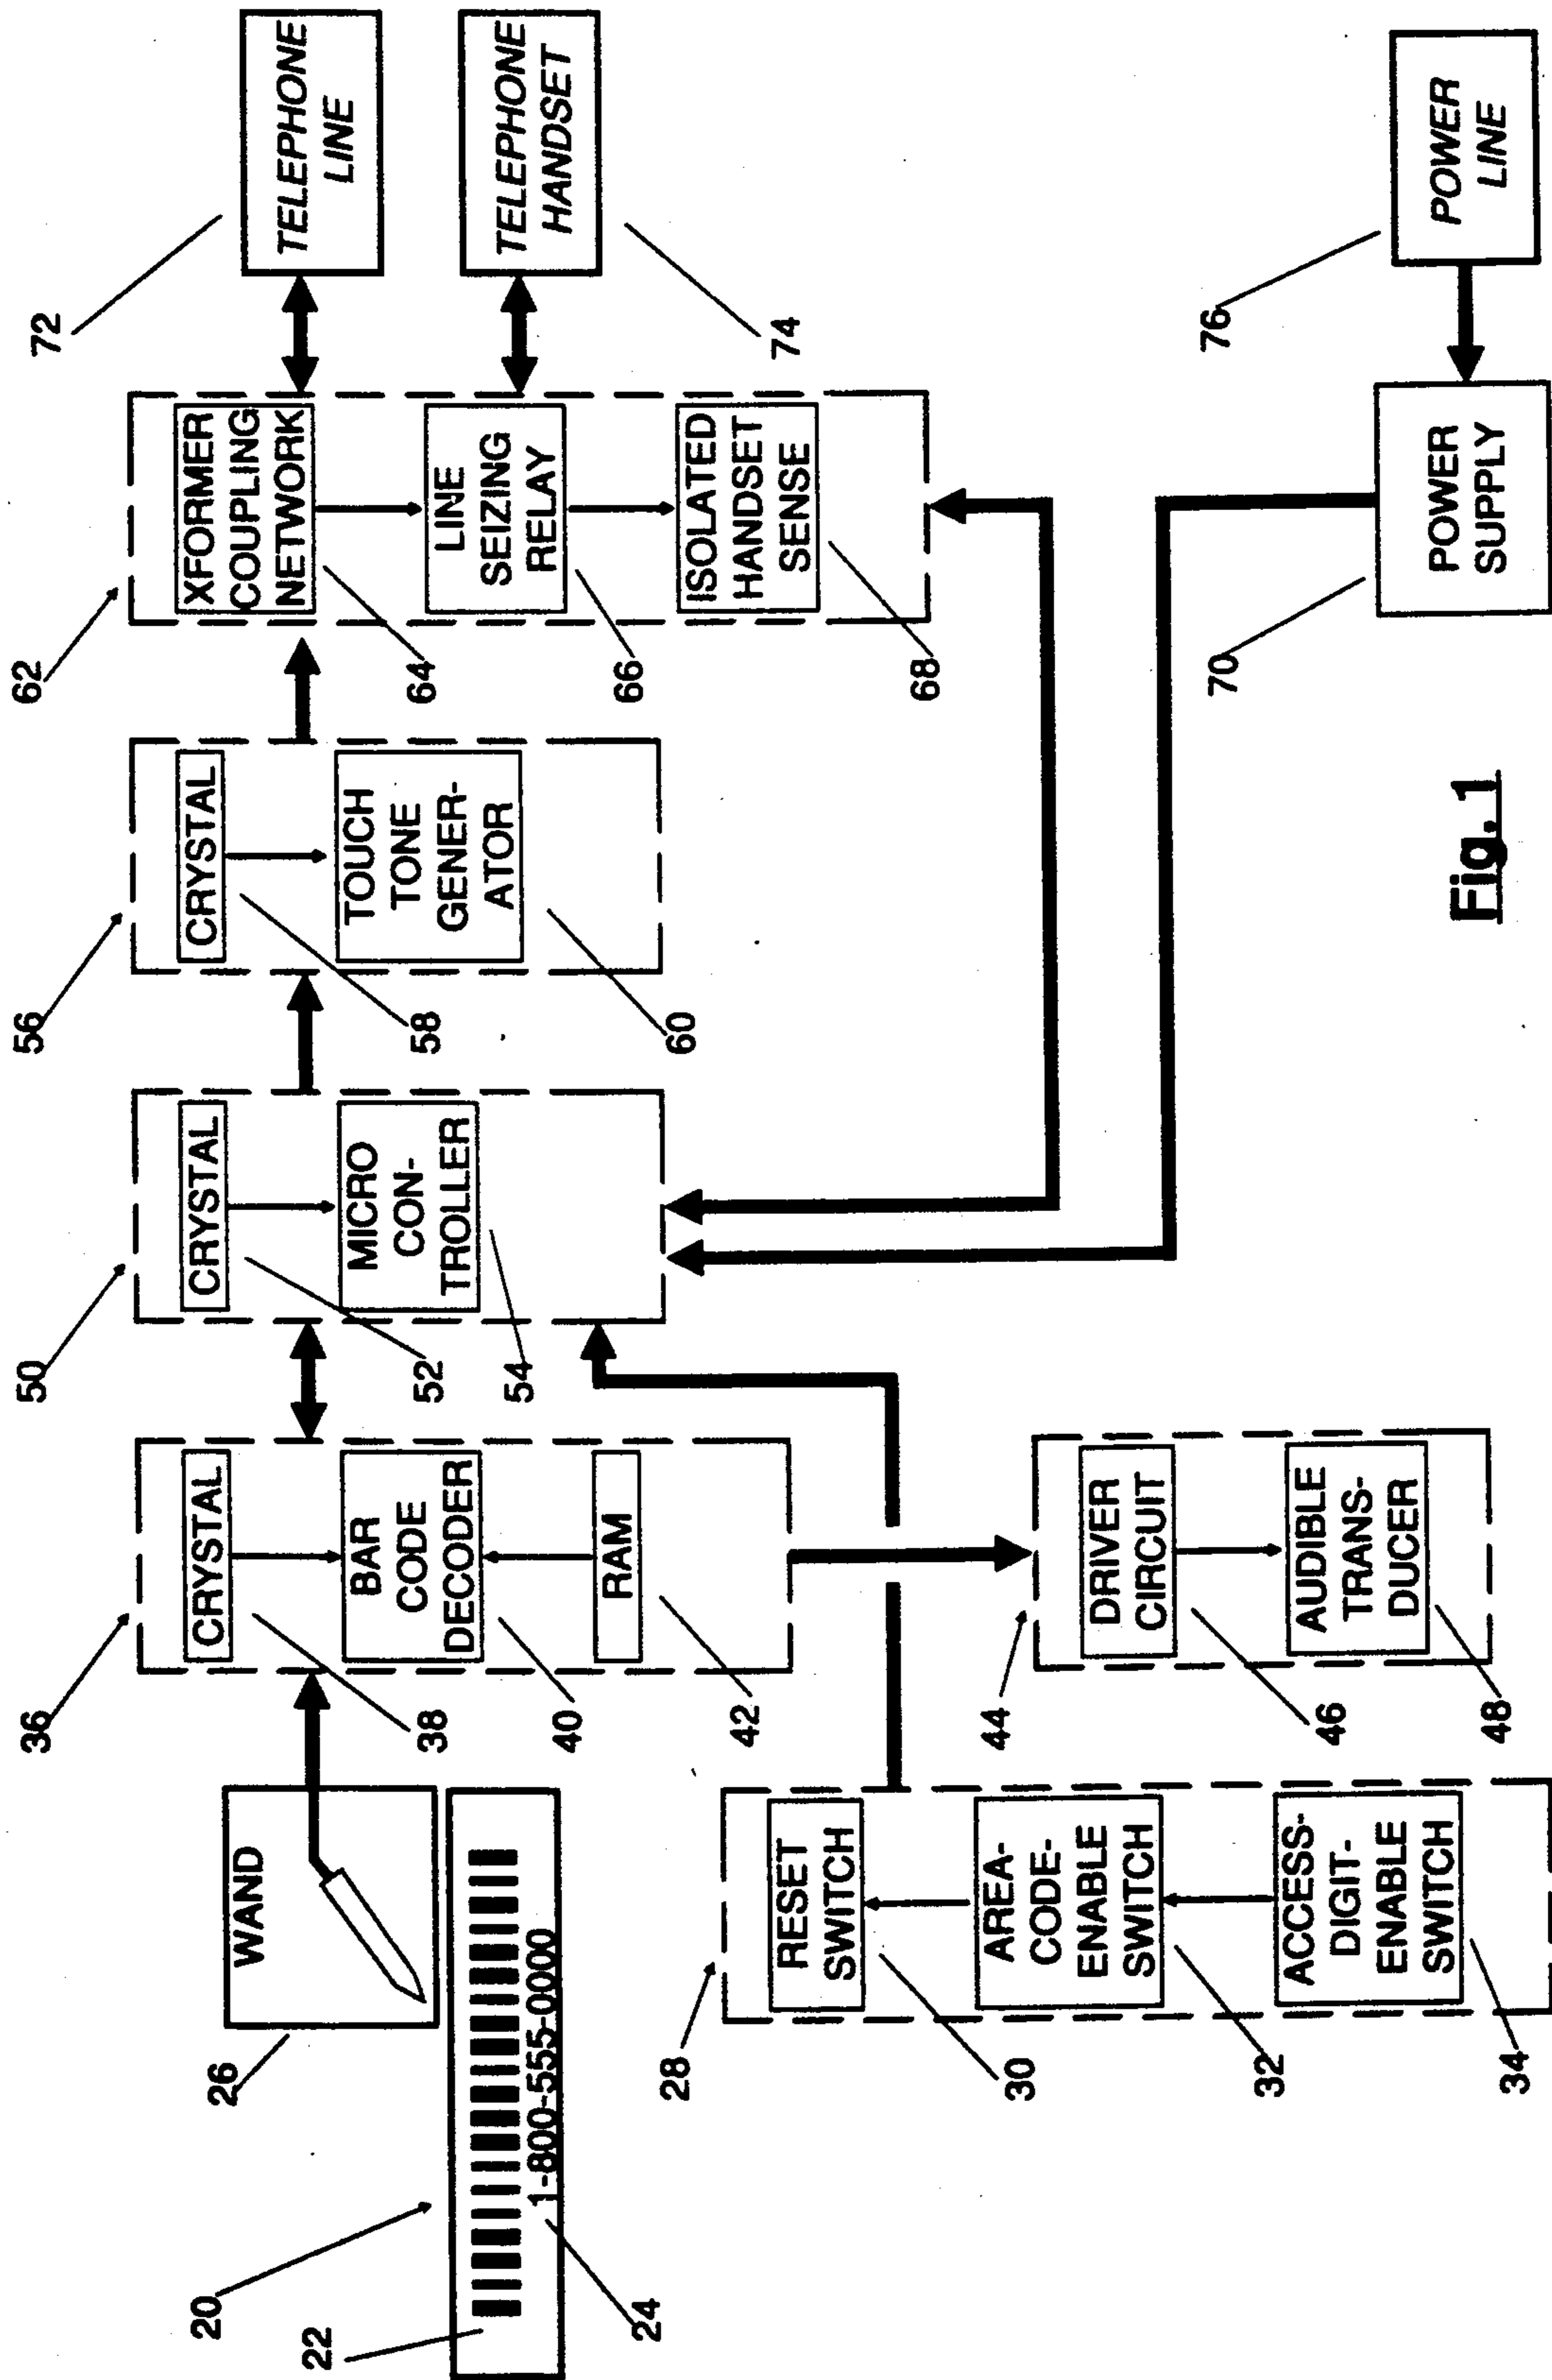 62
XFORMER
COUPLING
NETWORK
64
LINE
SEIZING
RELAY
66
ISOLATED
HANDSET
SENSE
68
72
TELEPHONE
LINE
TELEPHONE
HANDSET
74
56
CRYSTAL
58
TOUCH
TONE
GENER-
ATOR
60
50
CRYSTAL
52
MICRO
CON-
TROLLER
54
36
CRYSTAL
38
BAR
CODE
DECODER
40
RAM
42
44
DRIVER
CIRCUIT
46
AUDIBLE
TRANS-
DUCER
48
26
WAND
20
22
1-800-555-0000
24
28
RESET
SWITCH
30
AREA-
CODE-
ENABLE
SWITCH
32
ACCESS-
DIGIT-
ENABLE
SWITCH
34
70
POWER
SUPPLY
76
POWER
LINE
Fig. 1